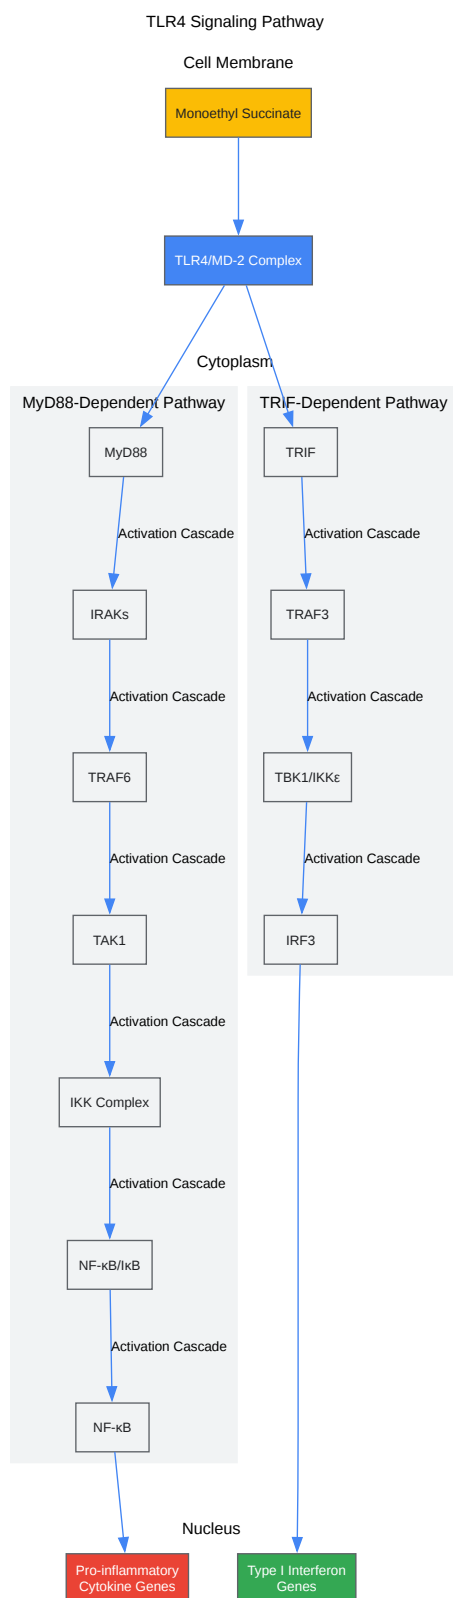 TLR4 Signaling Pathway
Cell Membrane
Monoethyl Succinate
TLR4/MD-2 Complex
Cytoplasm
MyD88-Dependent Pathway
MyD88
Activation Cascade
IRAKs
Activation Cascade
TRAF6
Activation Cascade
TAK1
Activation Cascade
IKK Complex
Activation Cascade
NF-κB/IκB
Activation Cascade
NF-κB
TRIF-Dependent Pathway
TRIF
Activation Cascade
TRAF3
Activation Cascade
TBK1/IKKε
Activation Cascade
IRF3
Nucleus
Pro-inflammatory
Cytokine Genes
Type I Interferon
Genes